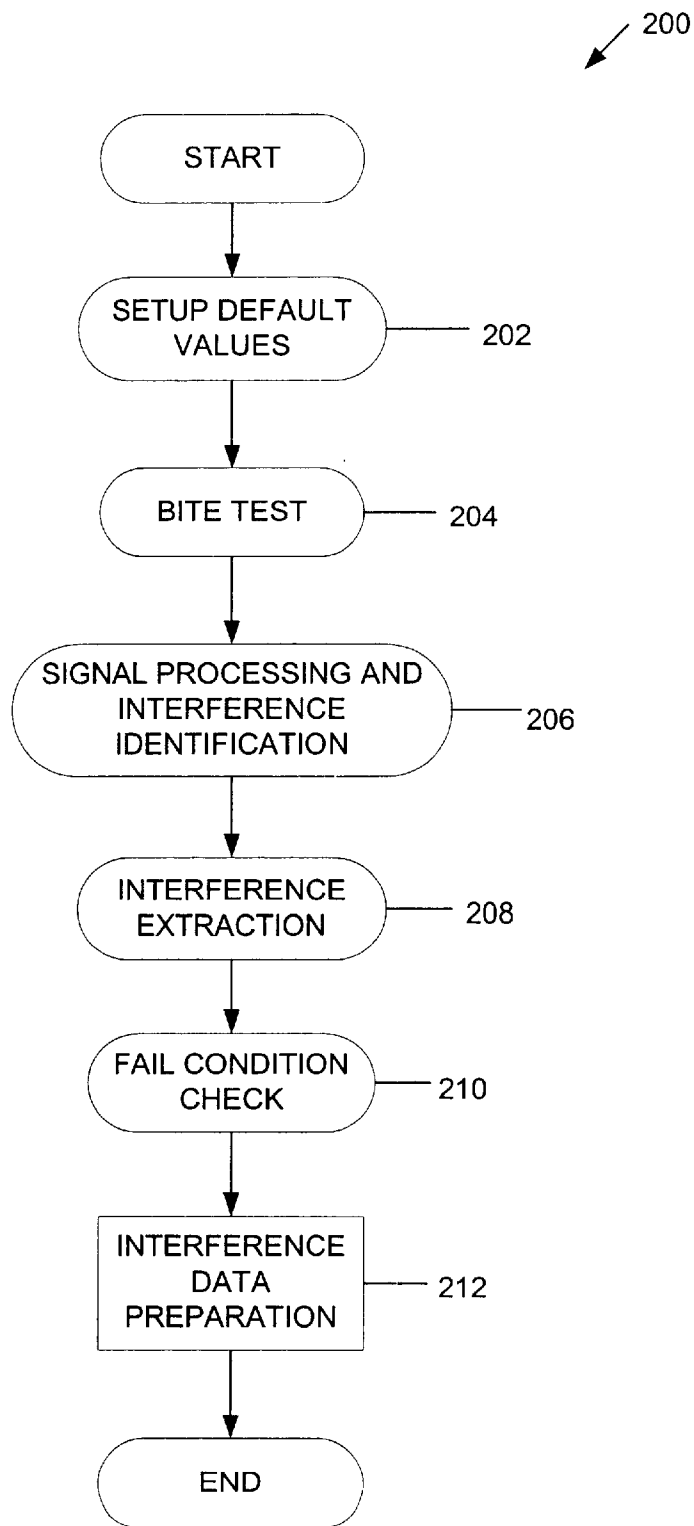 200
START
SETUP DEFAULT
VALUES
202
BITE TEST
204
SIGNAL PROCESSING AND
INTERFERENCE
IDENTIFICATION
206
INTERFERENCE
EXTRACTION
208
FAIL CONDITION
CHECK
210
INTERFERENCE
DATA
PREPARATION
212
END